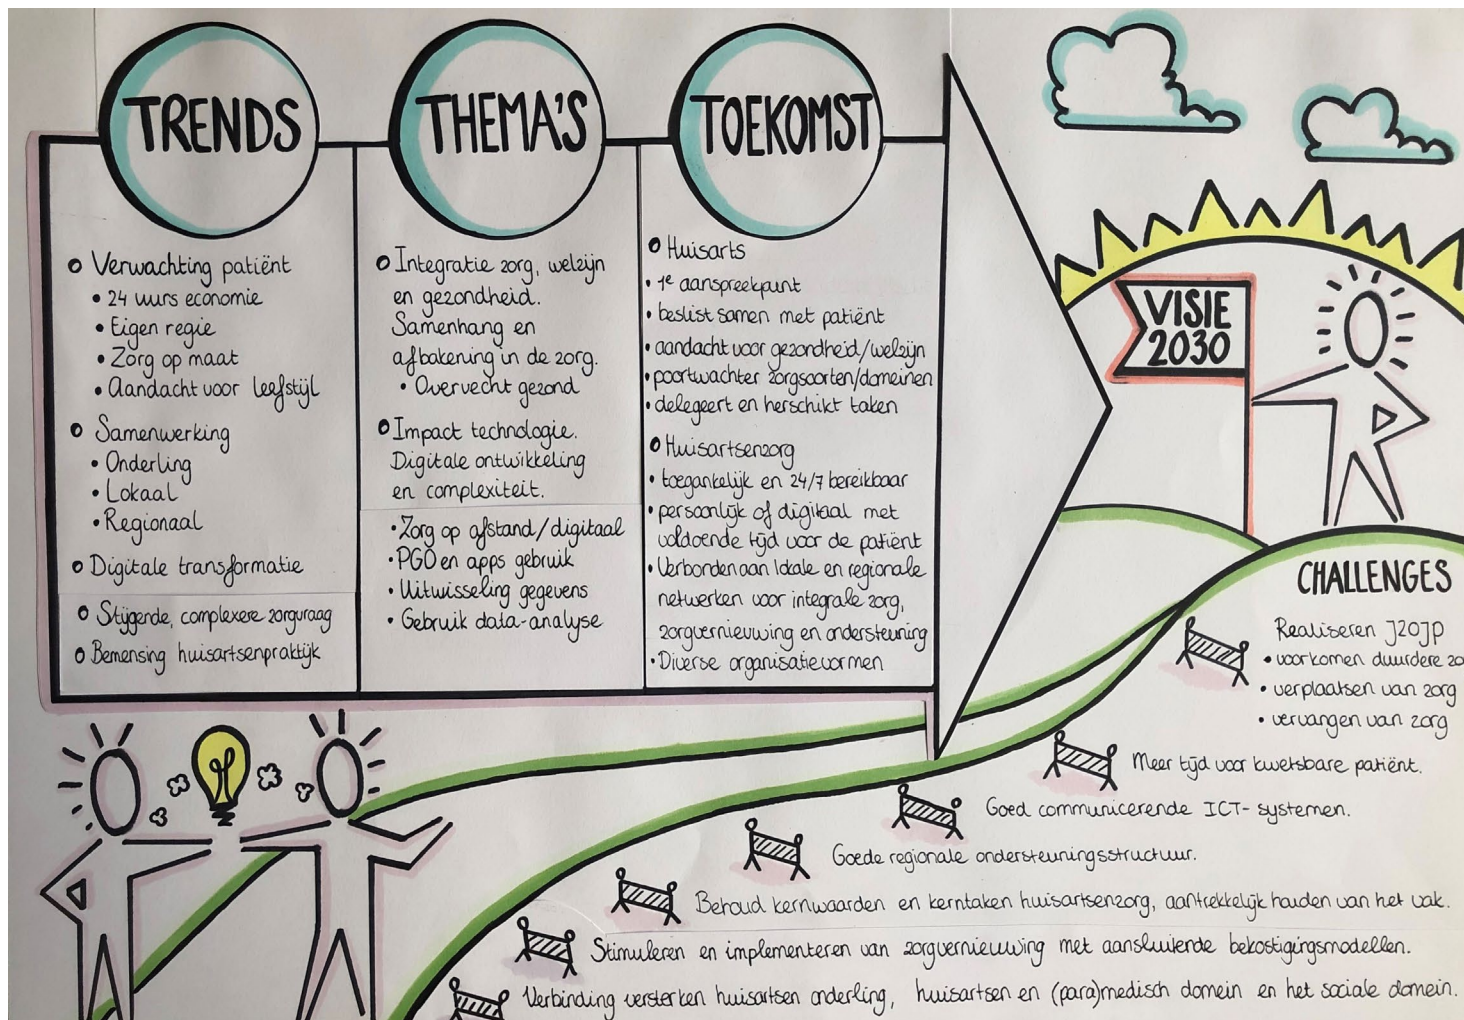 TRENDS
Verwachting patiënt
24 uurs economie
Eigen regie
Zorg op maat
Aandacht voor leefstijl
Samenwerking
Onderling
Lokaal
Regionaal
Digitale transformatie
Stijgende, complexere zorgvraag
Bemensing huisartsenpraktijk
THEMA'S
Integratie zorg, welzijn
en gezondheid.
Samenhang en
afbakening in de zorg.
Overvecht gezond
Impact technologie.
Digitale ontwikkeling
en complexiteit.
Zorg op afstand/digitaal
PGO en apps gebruik
Uitwisseling gegevens
Gebruik data-analyse
TOEKOMST
Huisarts
1e aanspreekpunt
beslist samen met patiënt
aandacht voor gezondheid/welzijn
poortwachter zorgsoorten/domeinen
delegeert en herschikt taken
Huisartsenzorg
toegankelijk en 24/7 bereikbaar
persoonlijk of digitaal met
voldoende tijd voor de patiënt
Verbonden aan lokale en regionale
netwerken voor integrale zorg,
zorgvernieuwing en ondersteuning
Diverse organisatievormen
VISIE
2030
CHALLENGES
Realiseren JZOJP
voorkomen duurdere zo
verplaatsen van zorg
vervangen van zorg
Meer tijd voor kwetsbare patiënt.
Goed communicerende ICT-systemen.
Goede regionale ondersteuningsstructuur.
Behoud kernwaarden en kerntaken huisartsenzorg, aantrekkelijk houden van het vak.
Stimuleren en implementeren van zorgvernieuwing met aansluitende bekostigingsmodellen.
Verbinding versterken huisartsen onderling, huisartsen en (para)medisch domein en het sociale domein.